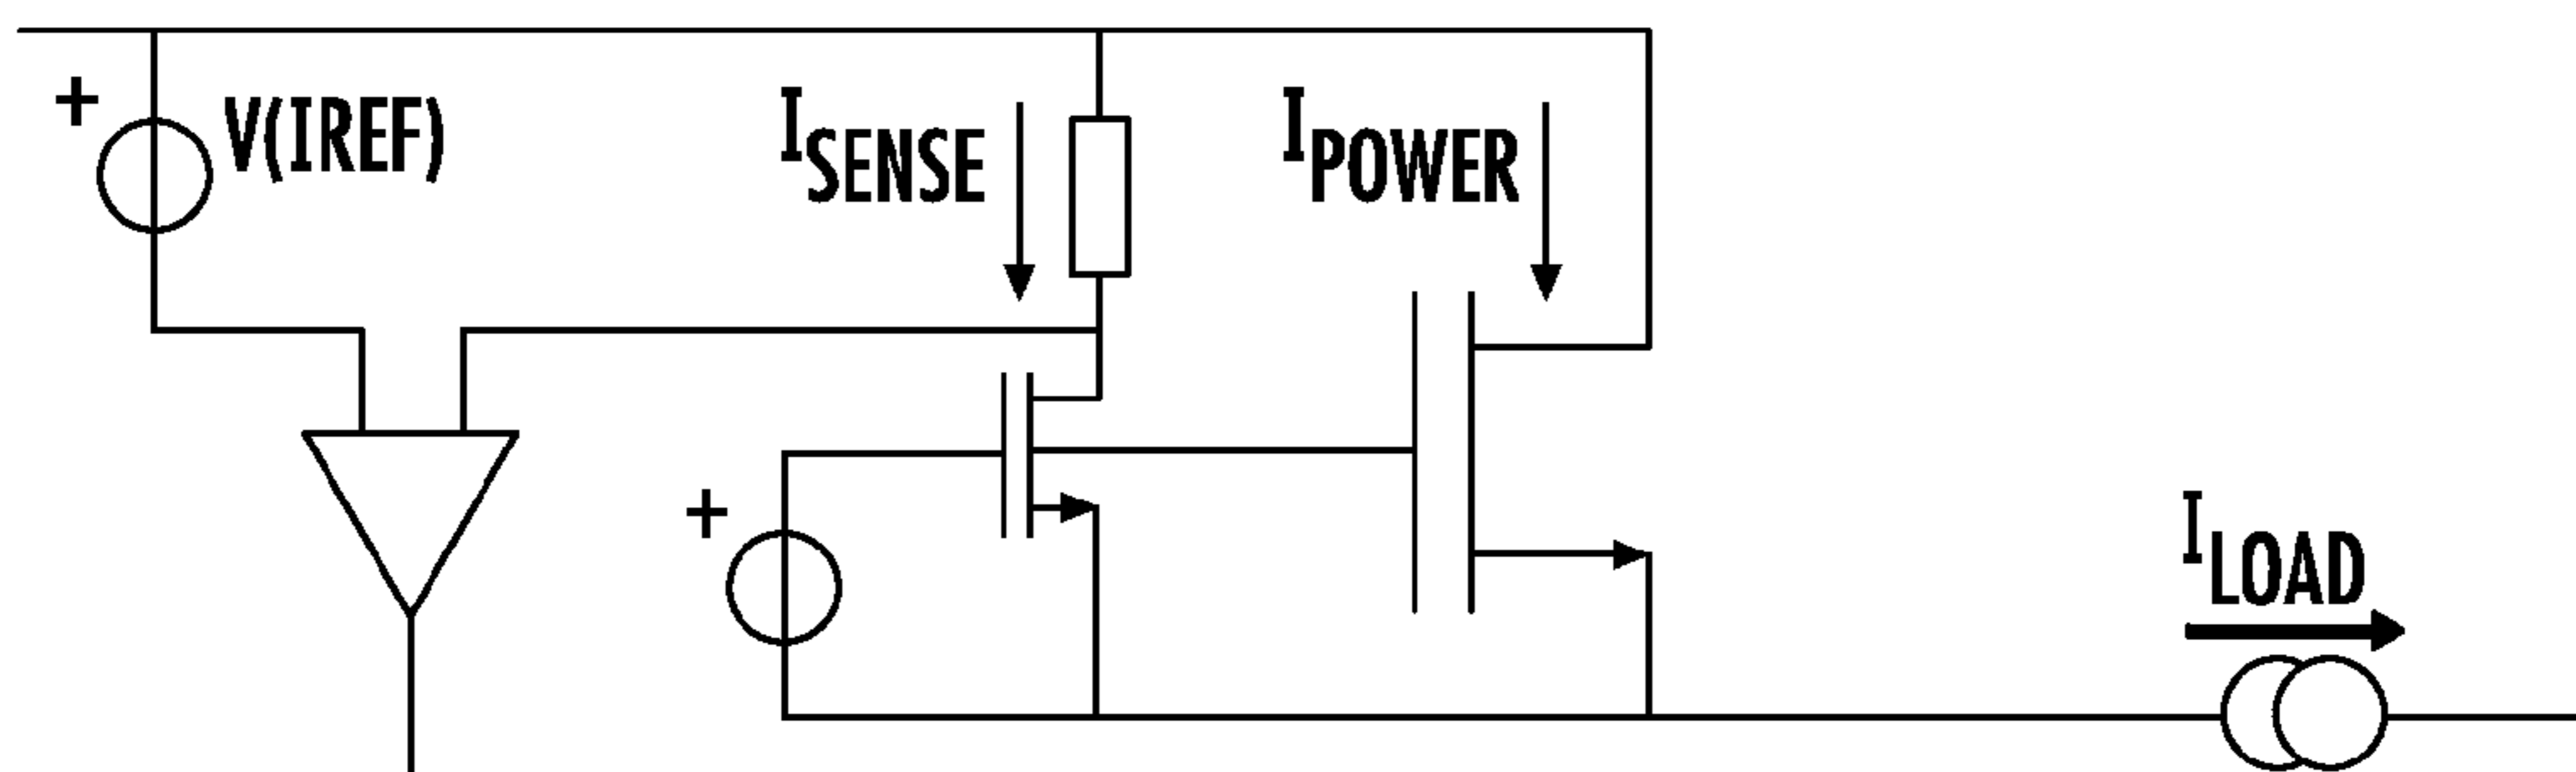 + V(IREF)
ISENSE
IPOWER
+
ILOAD